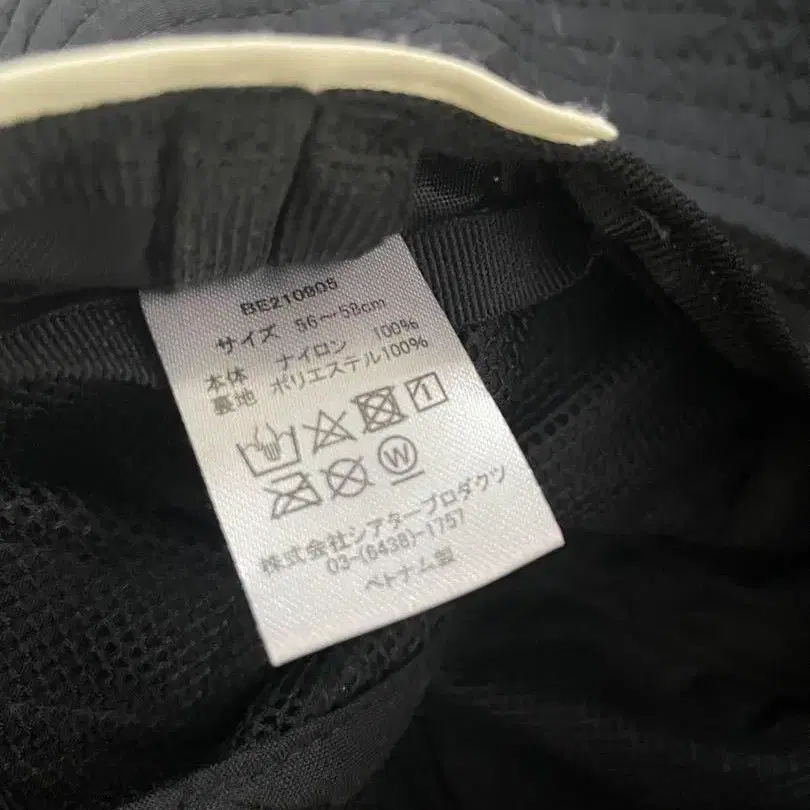 BE210905
サイズ 56～58cm
本体 ナイロン 100%
裏地 ポリエステル100%
1
W
株式会社シアタープロダクツ
03-(6438)-1757
ベトナム製